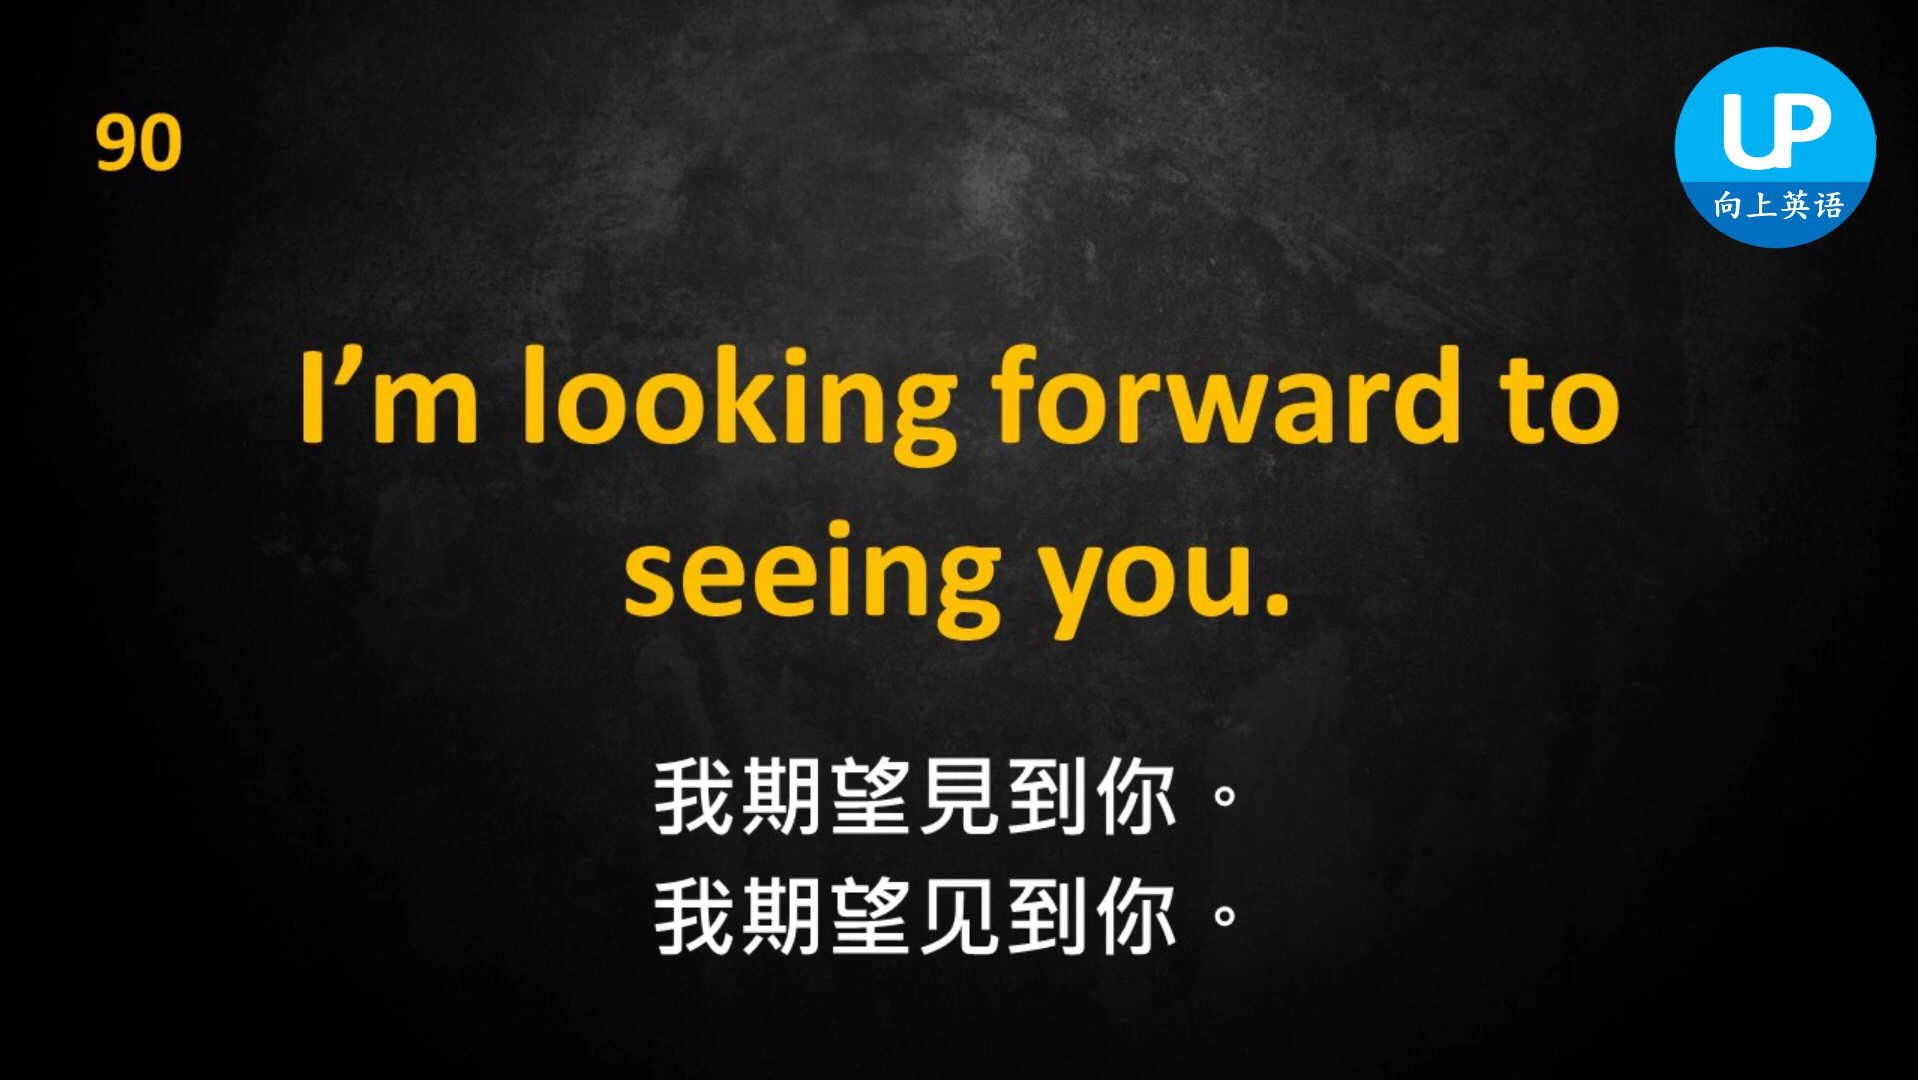 90
UP
向上英语
I’m looking forward to
seeing you.
我期望見到你。
我期望见到你。